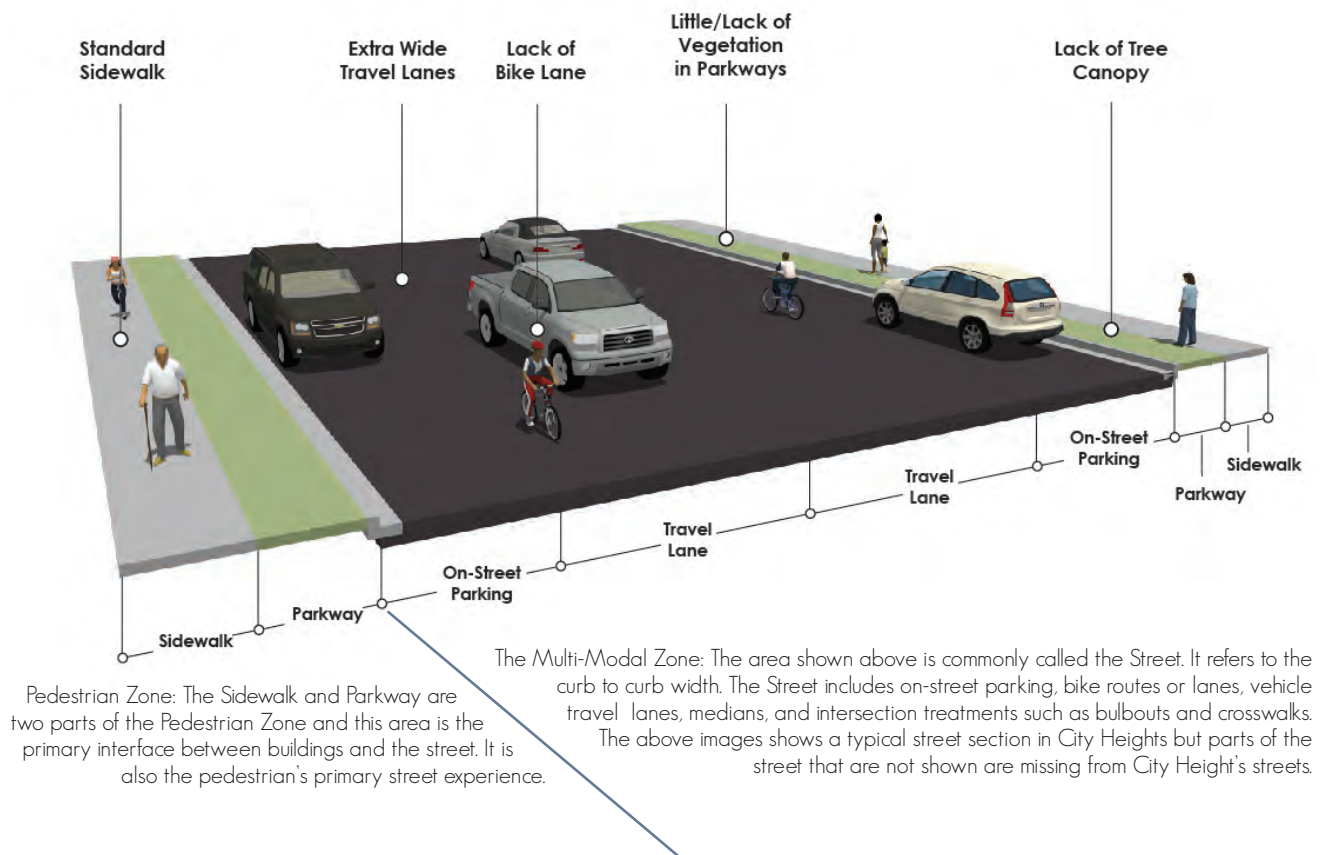 Standard
Sidewalk
Extra Wide
Travel Lanes
Lack of
Bike Lane
Little/Lack of
Vegetation
in Parkways
Lack of Tree
Canopy
Sidewalk
Parkway
On-Street
Parking
Travel
Lane
Travel
Lane
On-Street
Parking
Parkway
Sidewalk
Pedestrian Zone: The Sidewalk and Parkway are
two parts of the Pedestrian Zone and this area is the
primary interface between buildings and the street. It is
also the pedestrian's primary street experience.
The Multi-Modal Zone: The area shown above is commonly called the Street. It refers to the
curb to curb width. The Street includes on-street parking, bike routes or lanes, vehicle
travel lanes, medians, and intersection treatments such as bulbouts and crosswalks.
The above images shows a typical street section in City Heights but parts of the
street that are not shown are missing from City Height's streets.